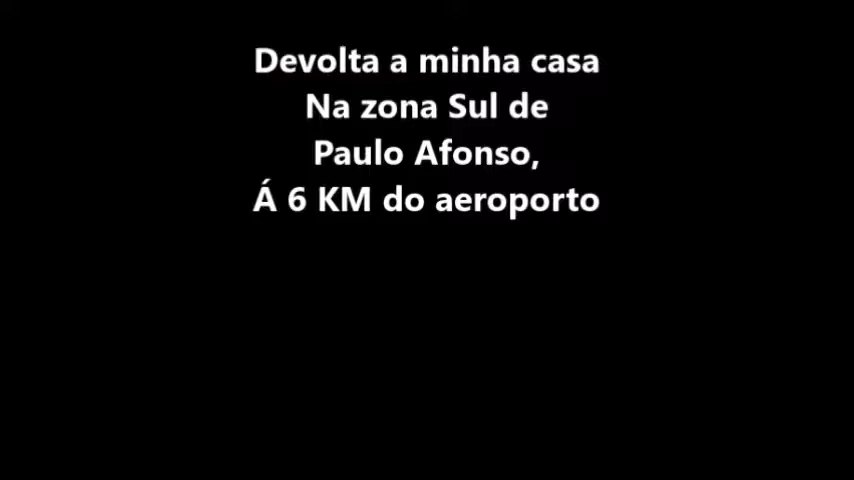 Devolta a minha casa
Na zona Sul de
Paulo Afonso,
Á 6 KM do aeroporto